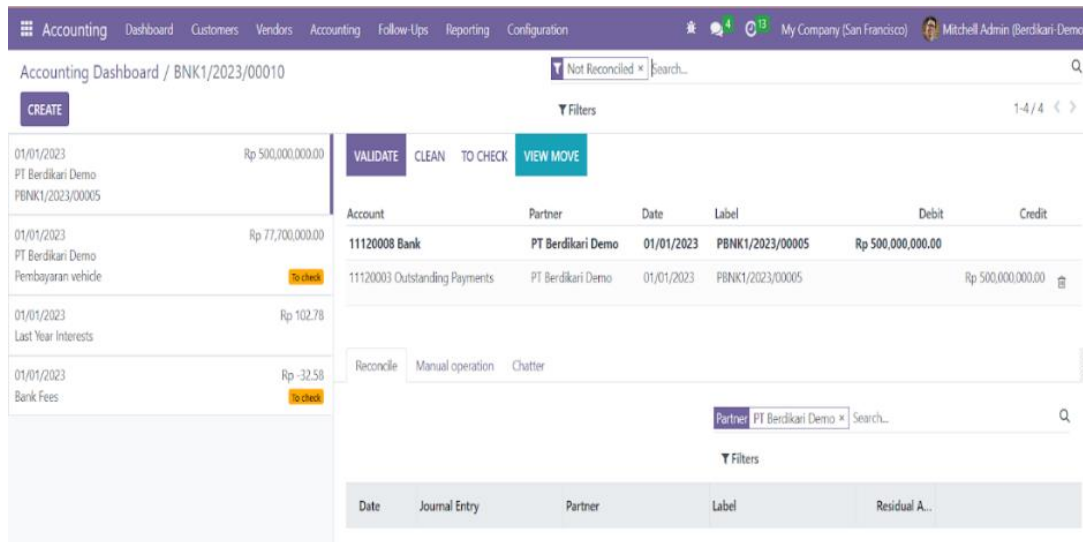 Accounting Dashboard Customers Vendors Accounting Follow-Ups Reporting Configuration 4 13 My Company (San Francisco) Mitchell Admin (Berdikari-Demo
Accounting Dashboard / BNK1/2023/00010
Not Reconciled × Search...
CREATE
Filters
1-4 / 4
01/01/2023 Rp 500,000,000.00
PT Berdikari Demo
PBNK1/2023/00005
01/01/2023 Rp 77,700,000.00
PT Berdikari Demo
Pembayaran vehicle To check
01/01/2023 Rp 102.78
Last Year Interests
01/01/2023 Rp -32.58
Bank Fees To check
VALIDATE CLEAN TO CHECK VIEW MOVE
Account Partner Date Label Debit Credit
11120008 Bank PT Berdikari Demo 01/01/2023 PBNK1/2023/00005 Rp 500,000,000.00
11120003 Outstanding Payments PT Berdikari Demo 01/01/2023 PBNK1/2023/00005 Rp 500,000,000.00
Reconcile Manual operation Chatter
Partner PT Berdikari Demo × Search...
Filters
Date Journal Entry Partner Label Residual A...